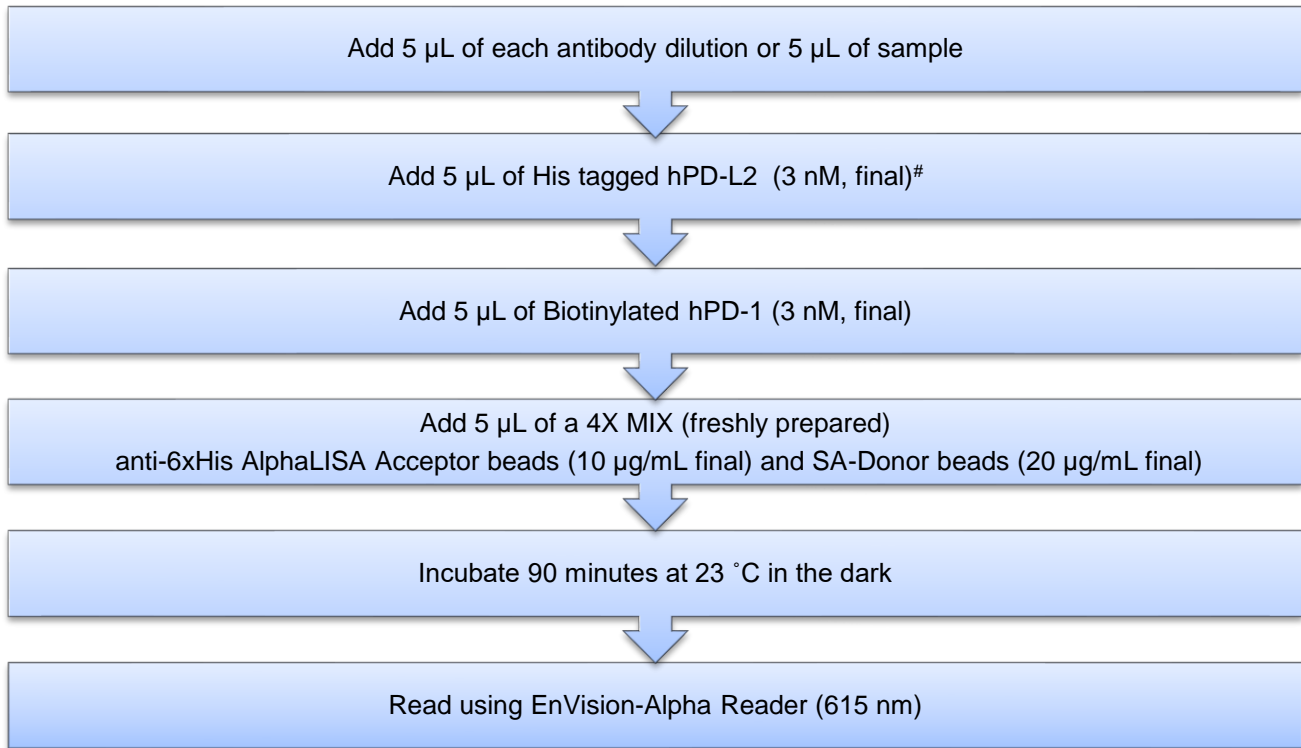 Add 5 µL of each antibody dilution or 5 µL of sample
Add 5 µL of His tagged hPD-L2 (3 nM, final)#
Add 5 µL of Biotinylated hPD-1 (3 nM, final)
Add 5 µL of a 4X MIX (freshly prepared)
anti-6xHis AlphaLISA Acceptor beads (10 µg/mL final) and SA-Donor beads (20 µg/mL final)
Incubate 90 minutes at 23 ˚C in the dark
Read using EnVision-Alpha Reader (615 nm)